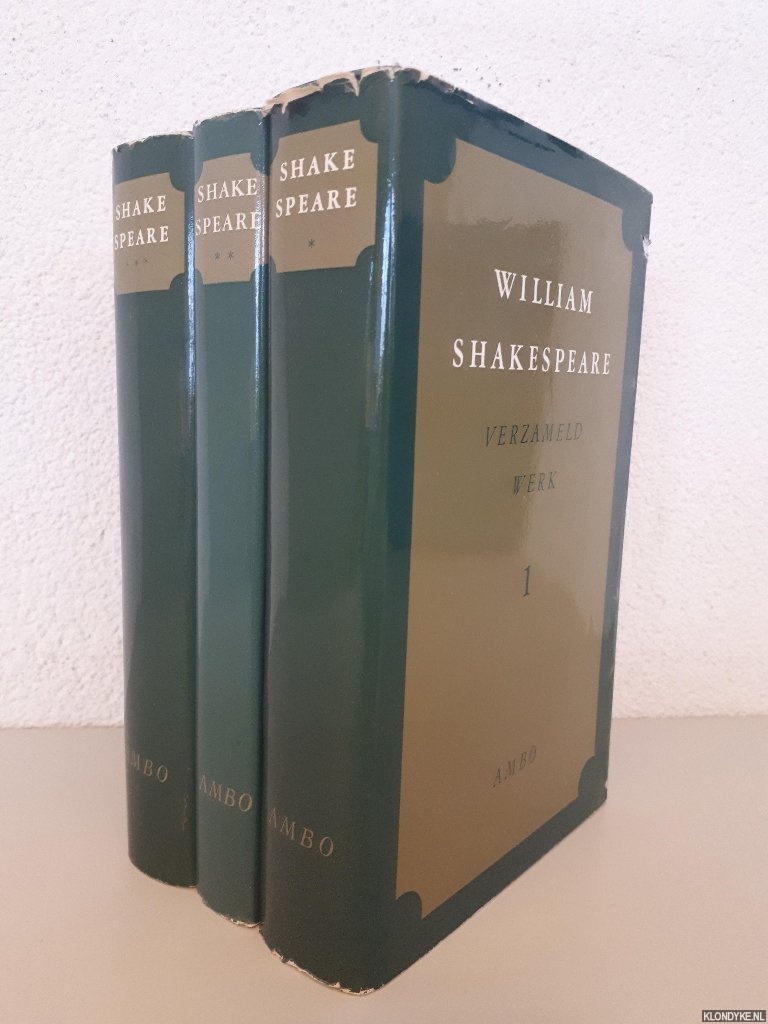 SHAKE
SPEARE
* * *
AMBO
SHAKE
SPEARE
* *
AMBO
SHAKE
SPEARE
*
AMBO
WILLIAM
SHAKESPEARE
VERZAMELD
WERK
1
AMBO
KLONDYKE.NL